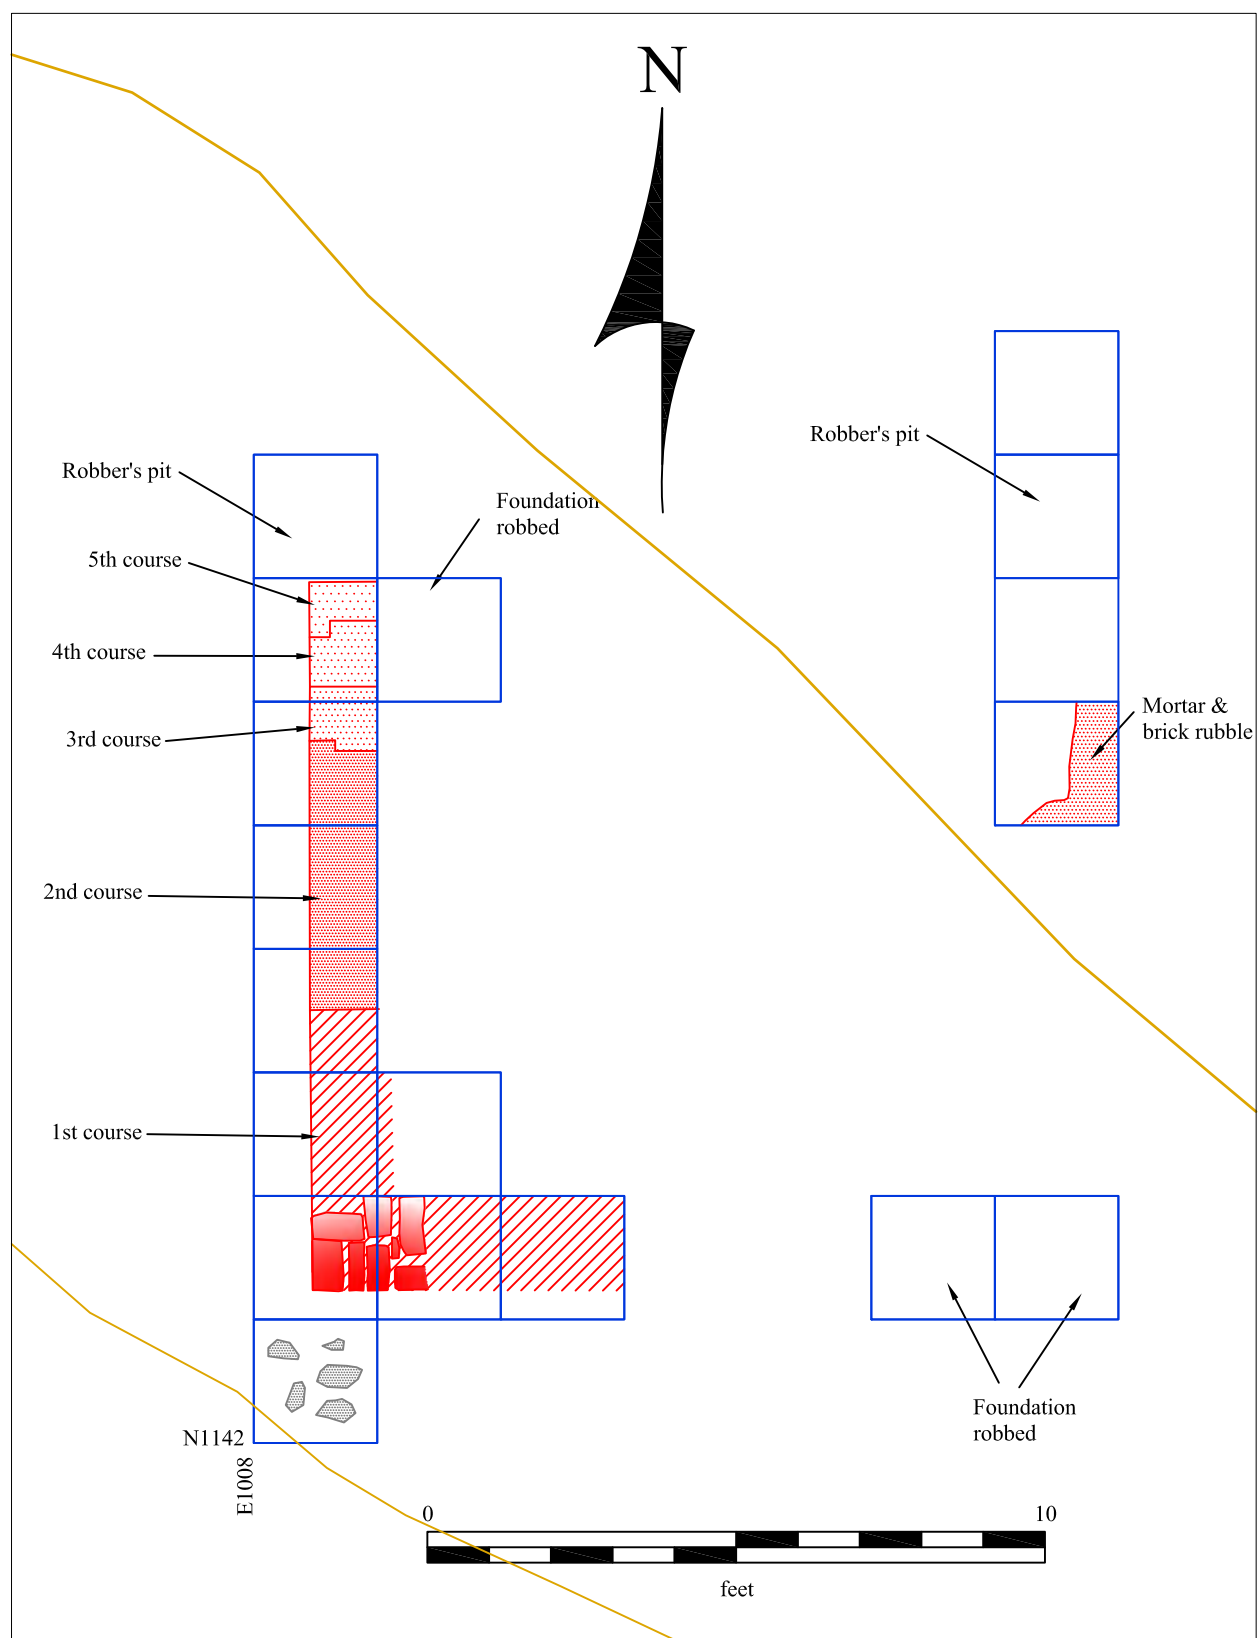 N
Robber's pit
Robber's pit
Foundation
robbed
5th course
4th course
Mortar &
brick rubble
3rd course
2nd course
1st course
Foundation
robbed
N1142
E1008
0 10
feet